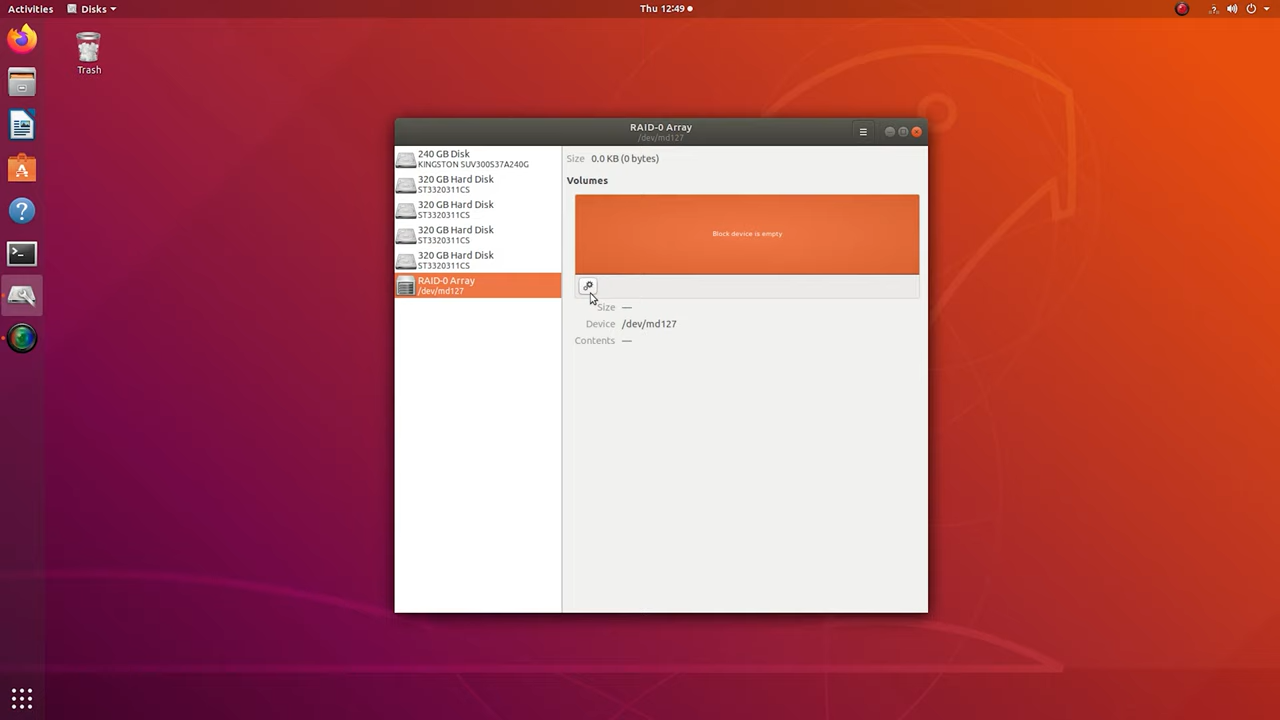 Activities Disks Thu 12:49
Trash
RAID-0 Array
/dev/md127
240 GB Disk
KINGSTON SUV300S37A240G
320 GB Hard Disk
ST3320311CS
320 GB Hard Disk
ST3320311CS
320 GB Hard Disk
ST3320311CS
320 GB Hard Disk
ST3320311CS
RAID-0 Array
/dev/md127
Size 0.0 KB (0 bytes)
Volumes
Block device is empty
Size —
Device /dev/md127
Contents —